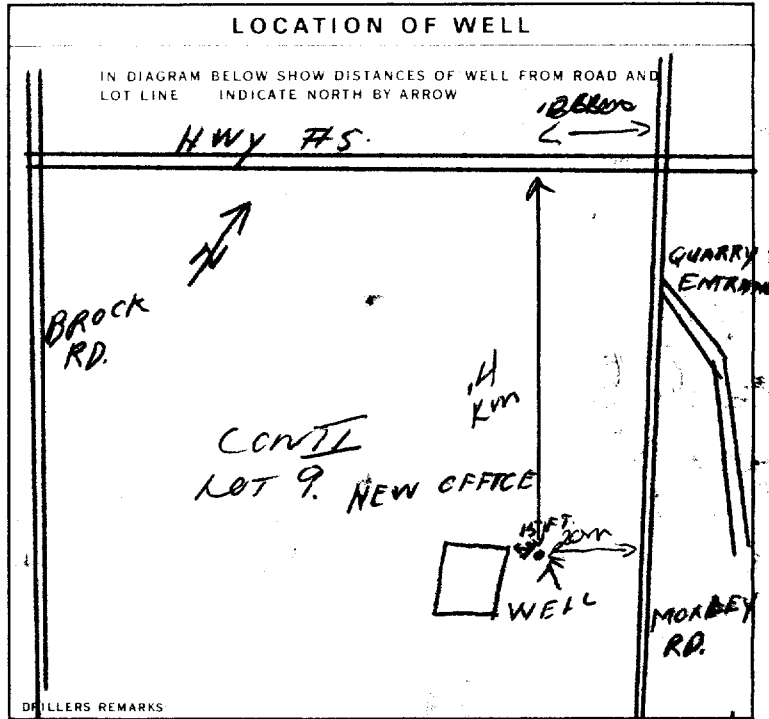 LOCATION OF WELL
IN DIAGRAM BELOW SHOW DISTANCES OF WELL FROM ROAD AND
LOT LINE INDICATE NORTH BY ARROW
HWY #5.
N
QUARRY
BROCK
RD.
.4
Km
CON II
LOT 9.
NEW OFFICE
15 FT.
20m
WELL
RD.
DRILLERS REMARKS